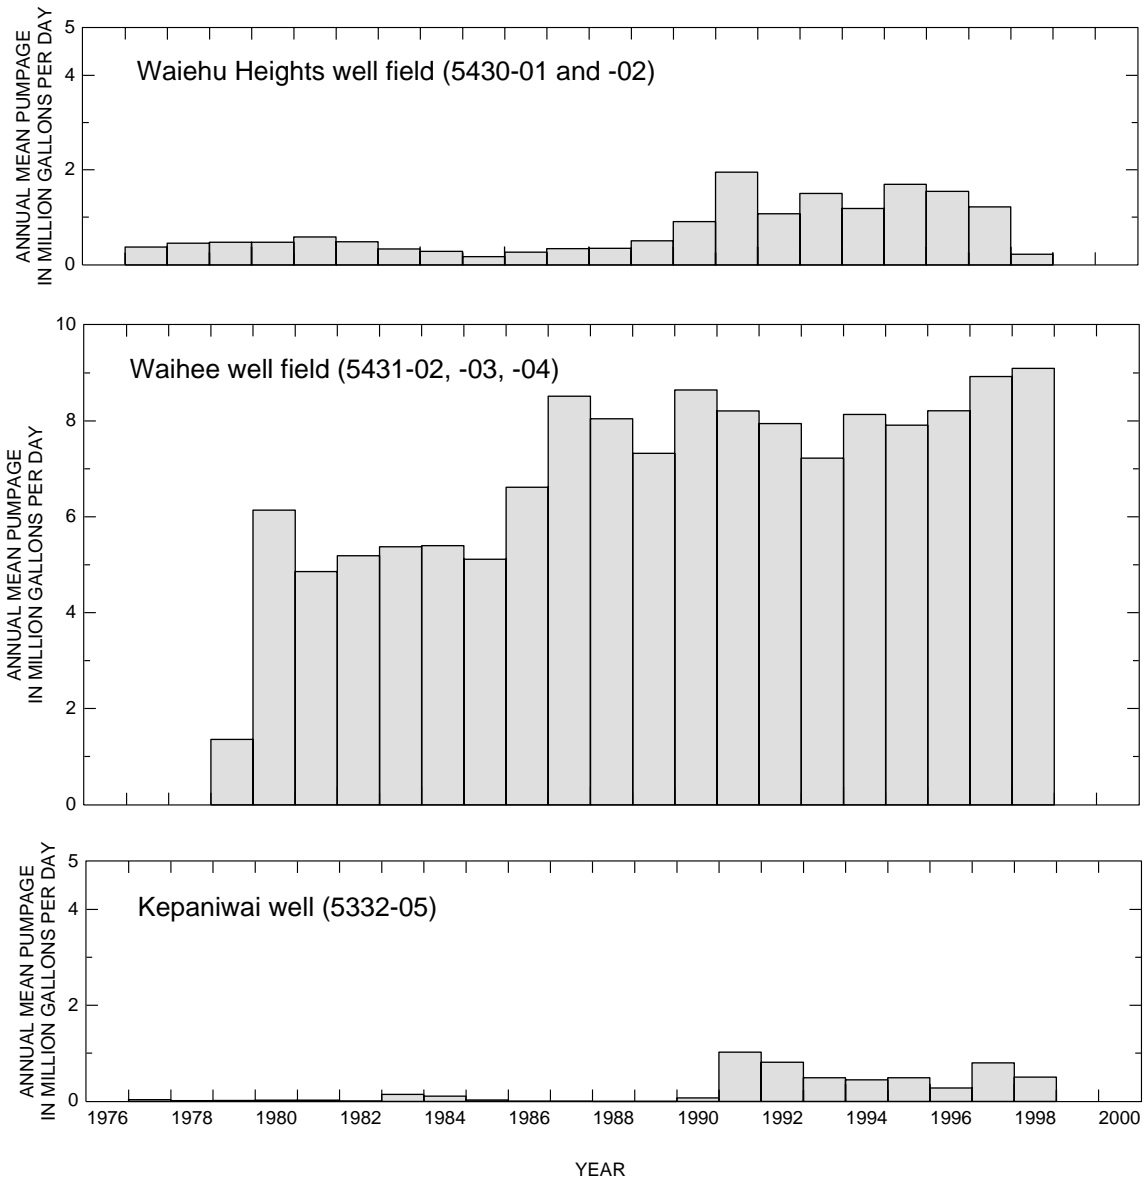 ANNUAL MEAN PUMPAGE
IN MILLION GALLONS PER DAY
5
4
2
0
Waiehu Heights well field (5430-01 and -02)
ANNUAL MEAN PUMPAGE
IN MILLION GALLONS PER DAY
10
8
6
4
2
0
Waihee well field (5431-02, -03, -04)
ANNUAL MEAN PUMPAGE
IN MILLION GALLONS PER DAY
5
4
2
0
Kepaniwai well (5332-05)
1976 1978 1980 1982 1984 1986 1988 1990 1992 1994 1996 1998 2000
YEAR